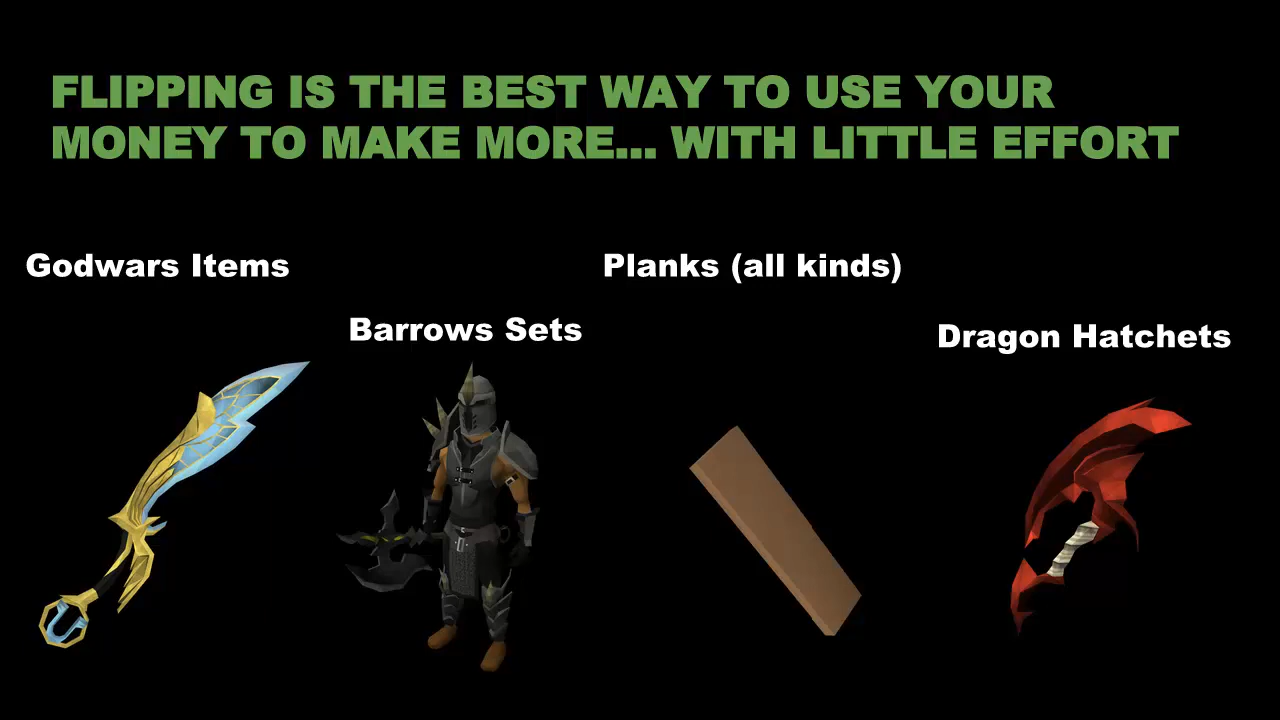 FLIPPING IS THE BEST WAY TO USE YOUR
MONEY TO MAKE MORE... WITH LITTLE EFFORT
Godwars Items
Planks (all kinds)
Barrows Sets
Dragon Hatchets